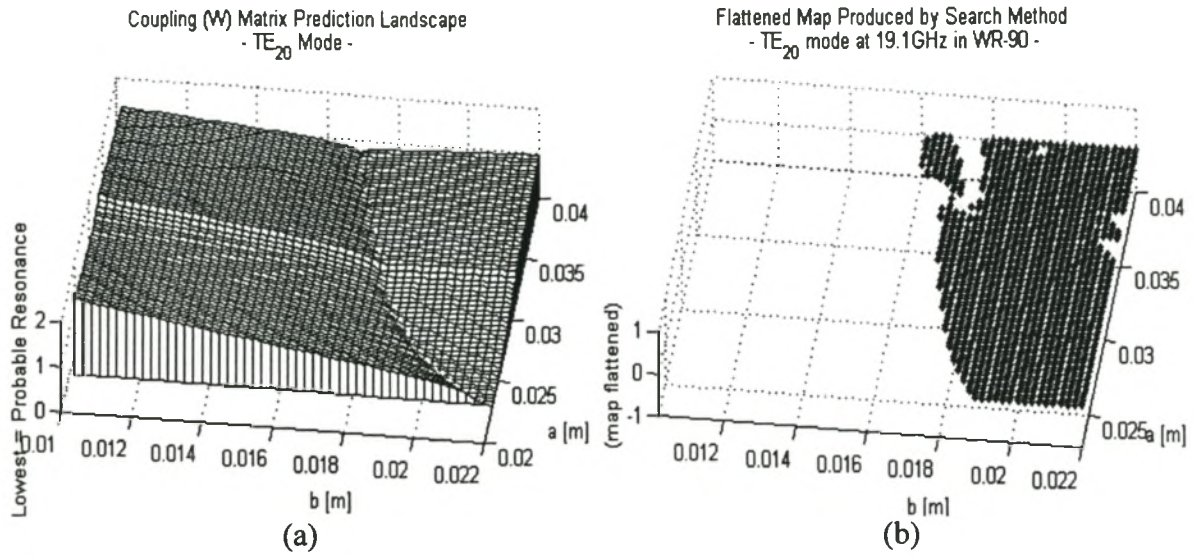 Coupling (W) Matrix Prediction Landscape
- TE20 Mode -
Lowest = Probable Resonance
2
1
0
0.01
0.012
0.014
0.016
0.018
0.02
0.022
b [m]
0.02
0.025
0.03
0.035
0.04
a [m]
(a)
Flattened Map Produced by Search Method
- TE20 mode at 19.1GHz in WR-90 -
(map flattened)
1
0
-1
0.012
0.014
0.016
0.018
0.02
0.022
b [m]
0.025
0.03
0.035
0.04
a [m]
(b)